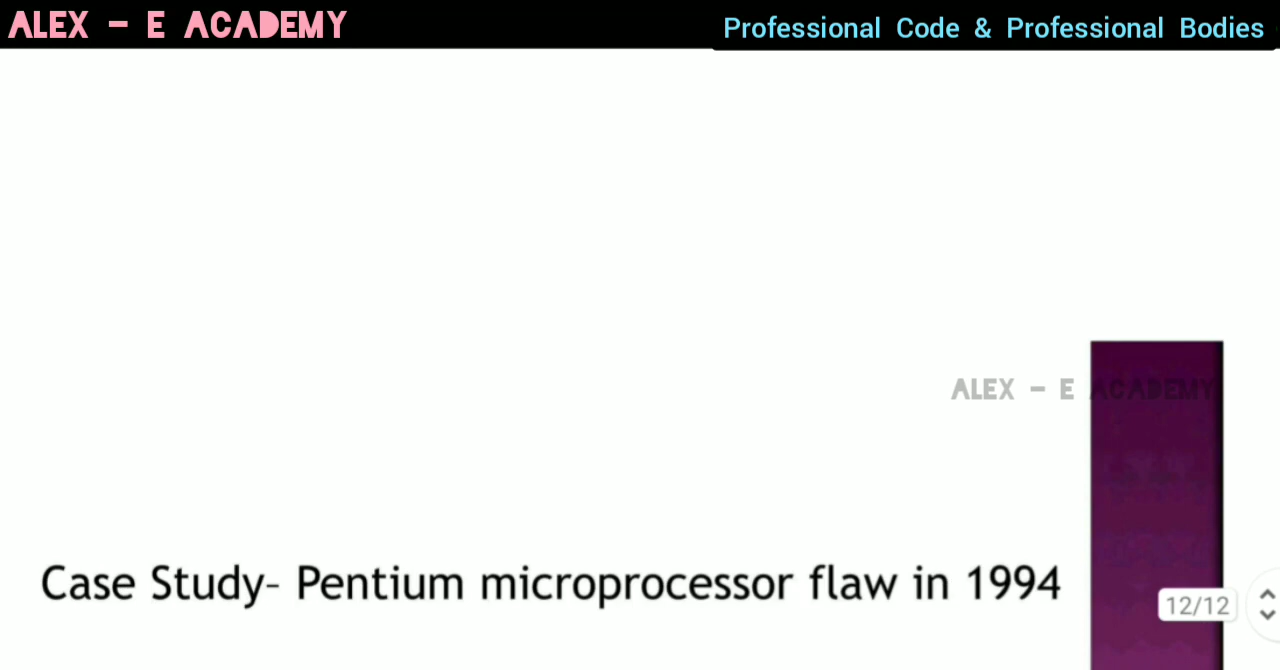 ALEX - E ACADEMY
Professional Code & Professional Bodies
ALEX - E ACADEMY
Case Study- Pentium microprocessor flaw in 1994
12/12